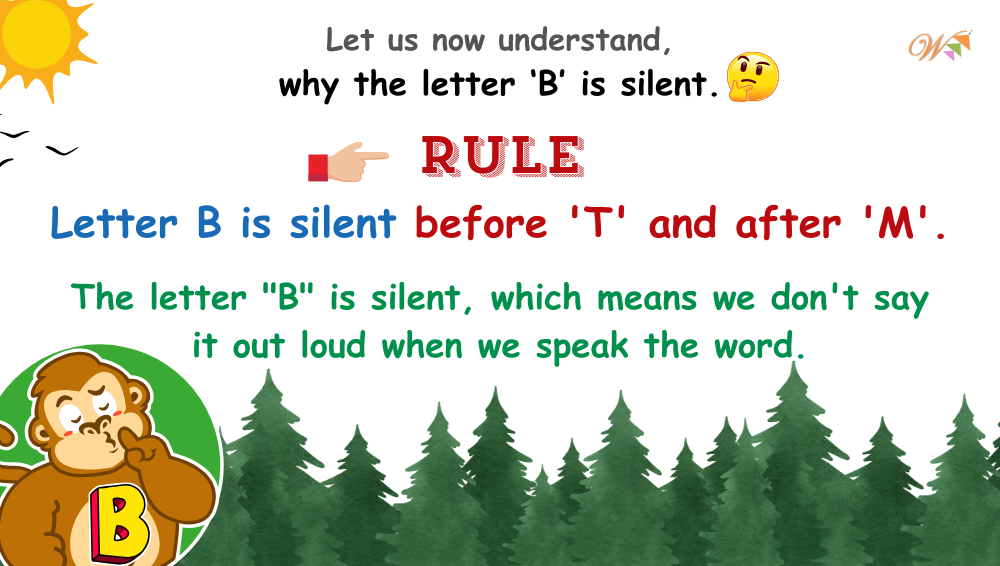 Let us now understand,
why the letter ‘B’ is silent.
RULE
Letter B is silent before 'T' and after 'M'.
The letter "B" is silent, which means we don't say
it out loud when we speak the word.
B
W